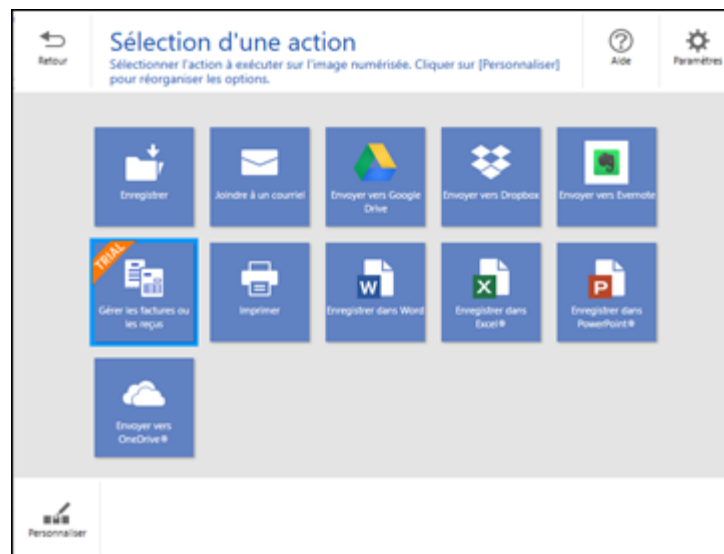 Retour
Sélection d'une action
Sélectionner l'action à exécuter sur l'image numérisée. Cliquer sur [Personnaliser]
pour réorganiser les options.
Aide
Paramètres
Enregistrer
Joindre à un courriel
Envoyer vers Google
Drive
Envoyer vers Dropbox
Envoyer vers Evernote
TRIAL
Gérer les factures ou
les reçus
Imprimer
W
Enregistrer dans Word
X
Enregistrer dans
Excel®
P
Enregistrer dans
PowerPoint®
Envoyer vers
OneDrive®
Personnaliser